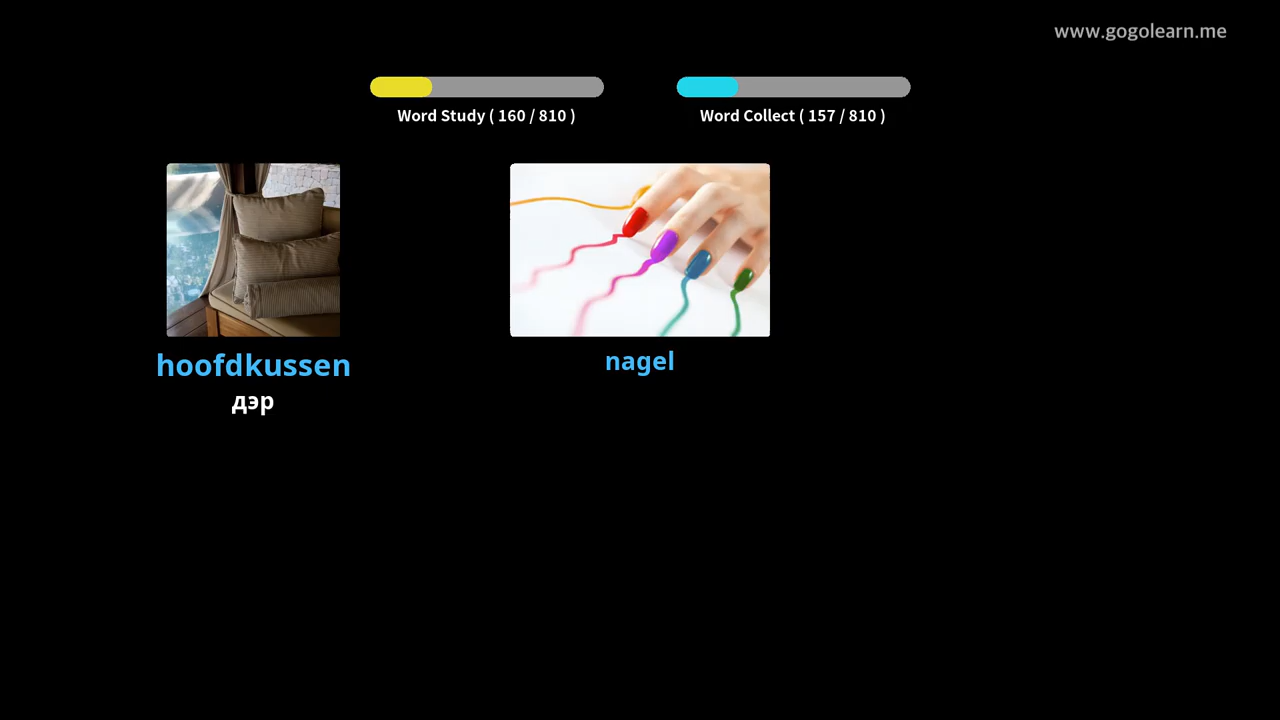 www.gogolearn.me
Word Study ( 160 / 810 )
Word Collect ( 157 / 810 )
hoofdkussen
дэр
nagel